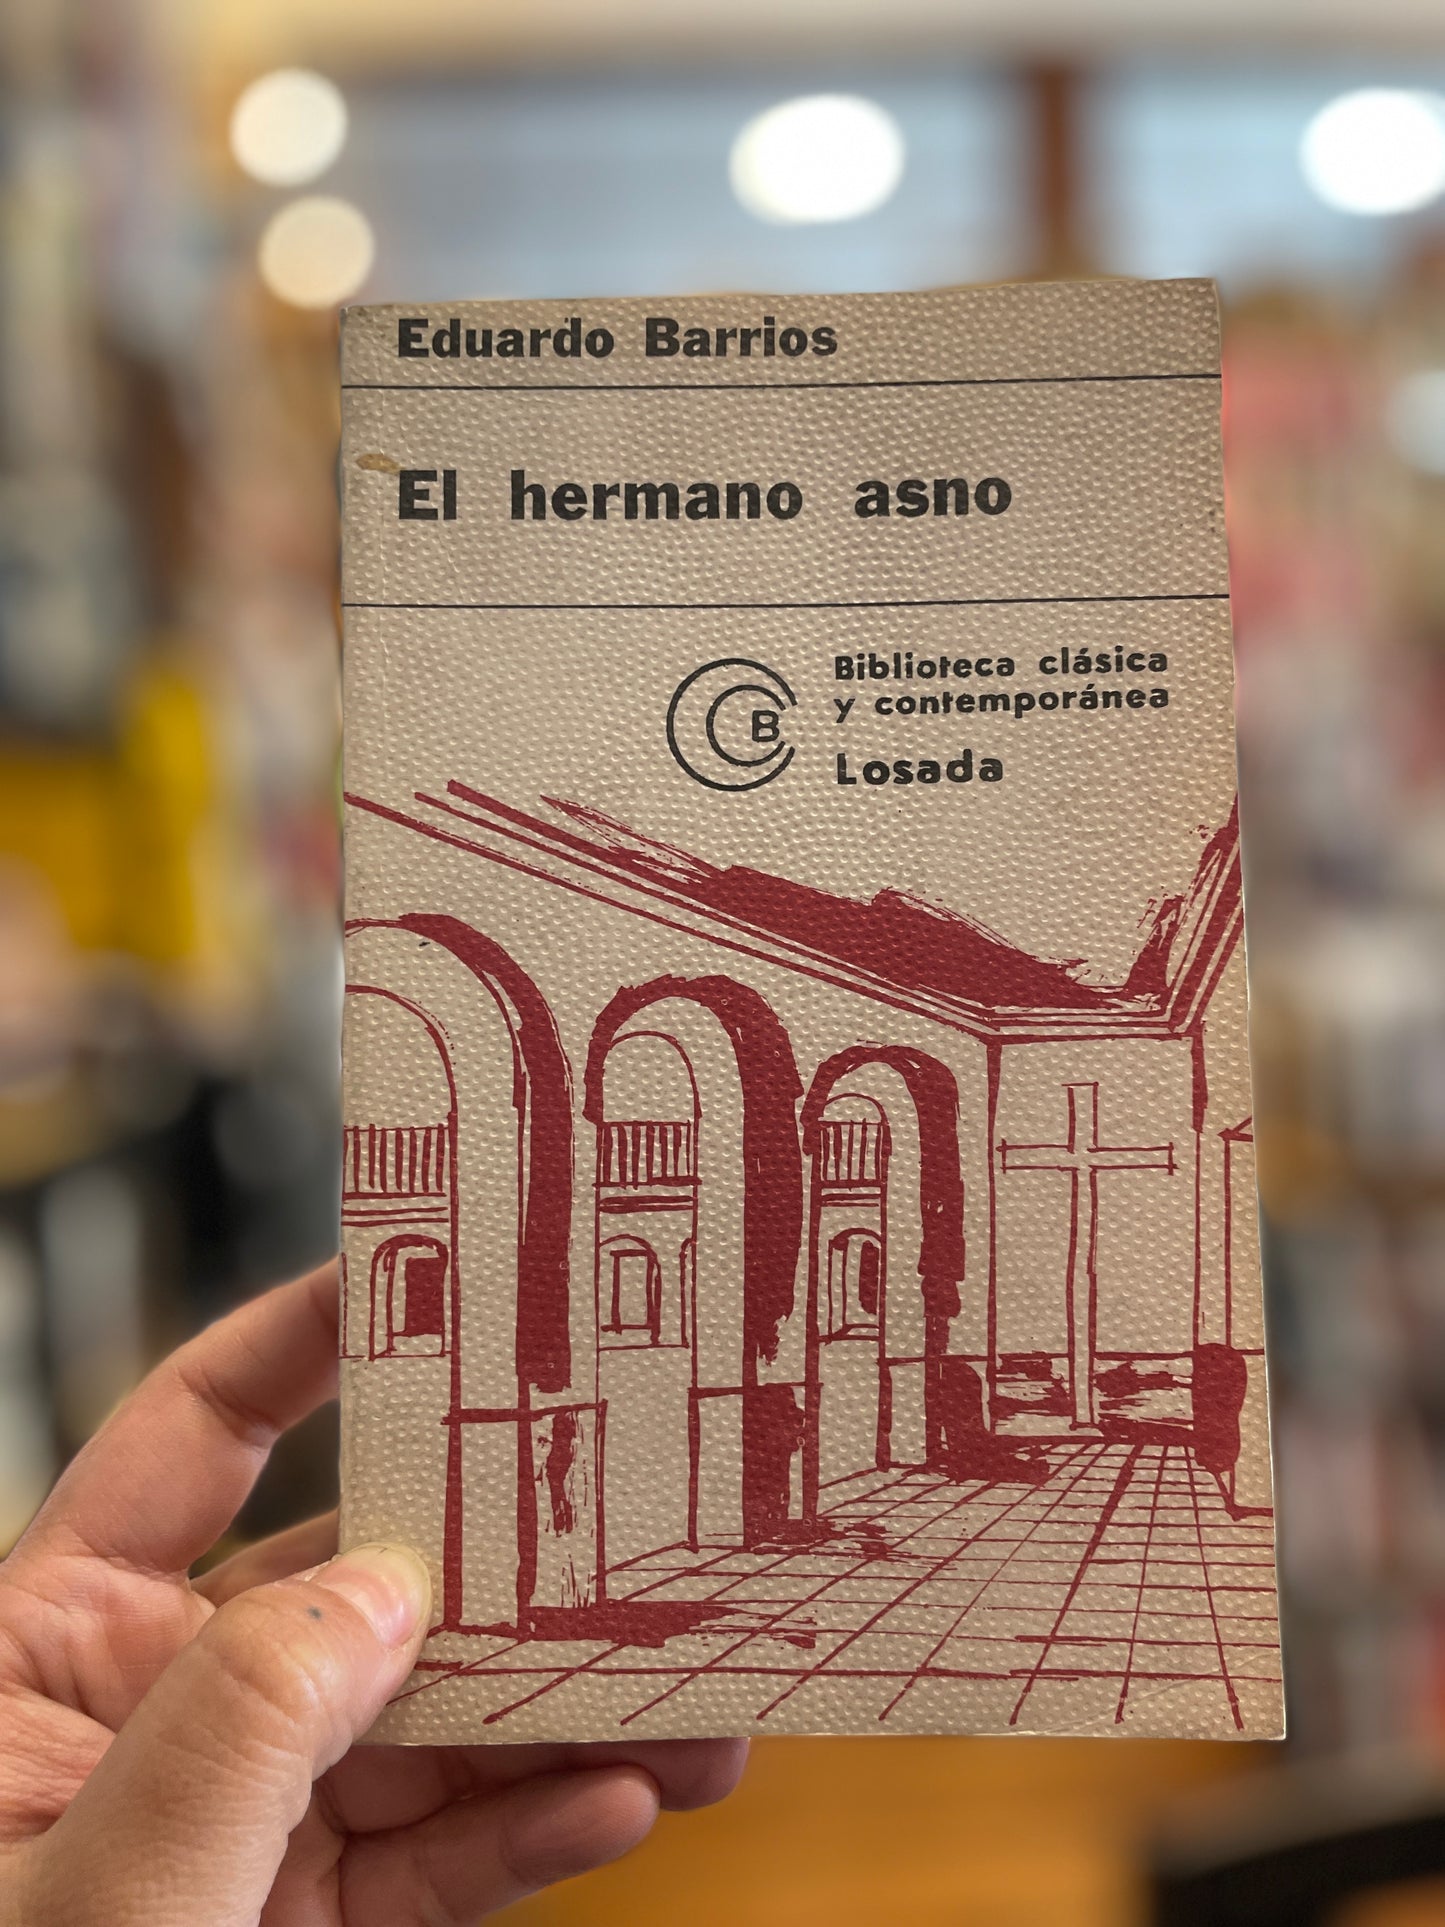 Eduardo Barrios
El hermano asno
B
Biblioteca clásica
y contemporánea
Losada